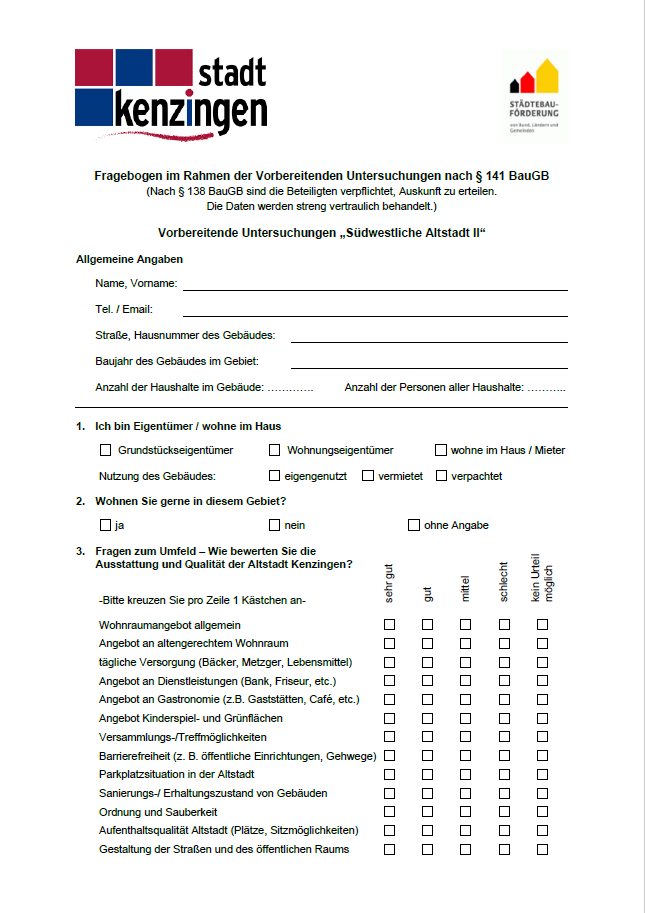 stadt
kenzingen
STÄDTEBAU-
FÖRDERUNG
von Bund, Ländern und
Gemeinden
Fragebogen im Rahmen der Vorbereitenden Untersuchungen nach § 141 BauGB
(Nach § 138 BauGB sind die Beteiligten verpflichtet, Auskunft zu erteilen.
Die Daten werden streng vertraulich behandelt.)
Vorbereitende Untersuchungen „Südwestliche Altstadt II“
Allgemeine Angaben
Name, Vorname:
Tel. / Email:
Straße, Hausnummer des Gebäudes:
Baujahr des Gebäudes im Gebiet:
Anzahl der Haushalte im Gebäude: …………. Anzahl der Personen aller Haushalte: ………..
1. Ich bin Eigentümer / wohne im Haus
Grundstückseigentümer Wohnungseigentümer wohne im Haus / Mieter
Nutzung des Gebäudes: eigengenutzt vermietet verpachtet
2. Wohnen Sie gerne in diesem Gebiet?
ja nein ohne Angabe
3. Fragen zum Umfeld – Wie bewerten Sie die
Ausstattung und Qualität der Altstadt Kenzingen?
sehr gut
gut
mittel
schlecht
kein Urteil
möglich
-Bitte kreuzen Sie pro Zeile 1 Kästchen an-
Wohnraumangebot allgemein
Angebot an altengerechtem Wohnraum
tägliche Versorgung (Bäcker, Metzger, Lebensmittel)
Angebot an Dienstleistungen (Bank, Friseur, etc.)
Angebot an Gastronomie (z.B. Gaststätten, Café, etc.)
Angebot Kinderspiel- und Grünflächen
Versammlungs-/Treffmöglichkeiten
Barrierefreiheit (z. B. öffentliche Einrichtungen, Gehwege)
Parkplatzsituation in der Altstadt
Sanierungs-/ Erhaltungszustand von Gebäuden
Ordnung und Sauberkeit
Aufenthaltsqualität Altstadt (Plätze, Sitzmöglichkeiten)
Gestaltung der Straßen und des öffentlichen Raums